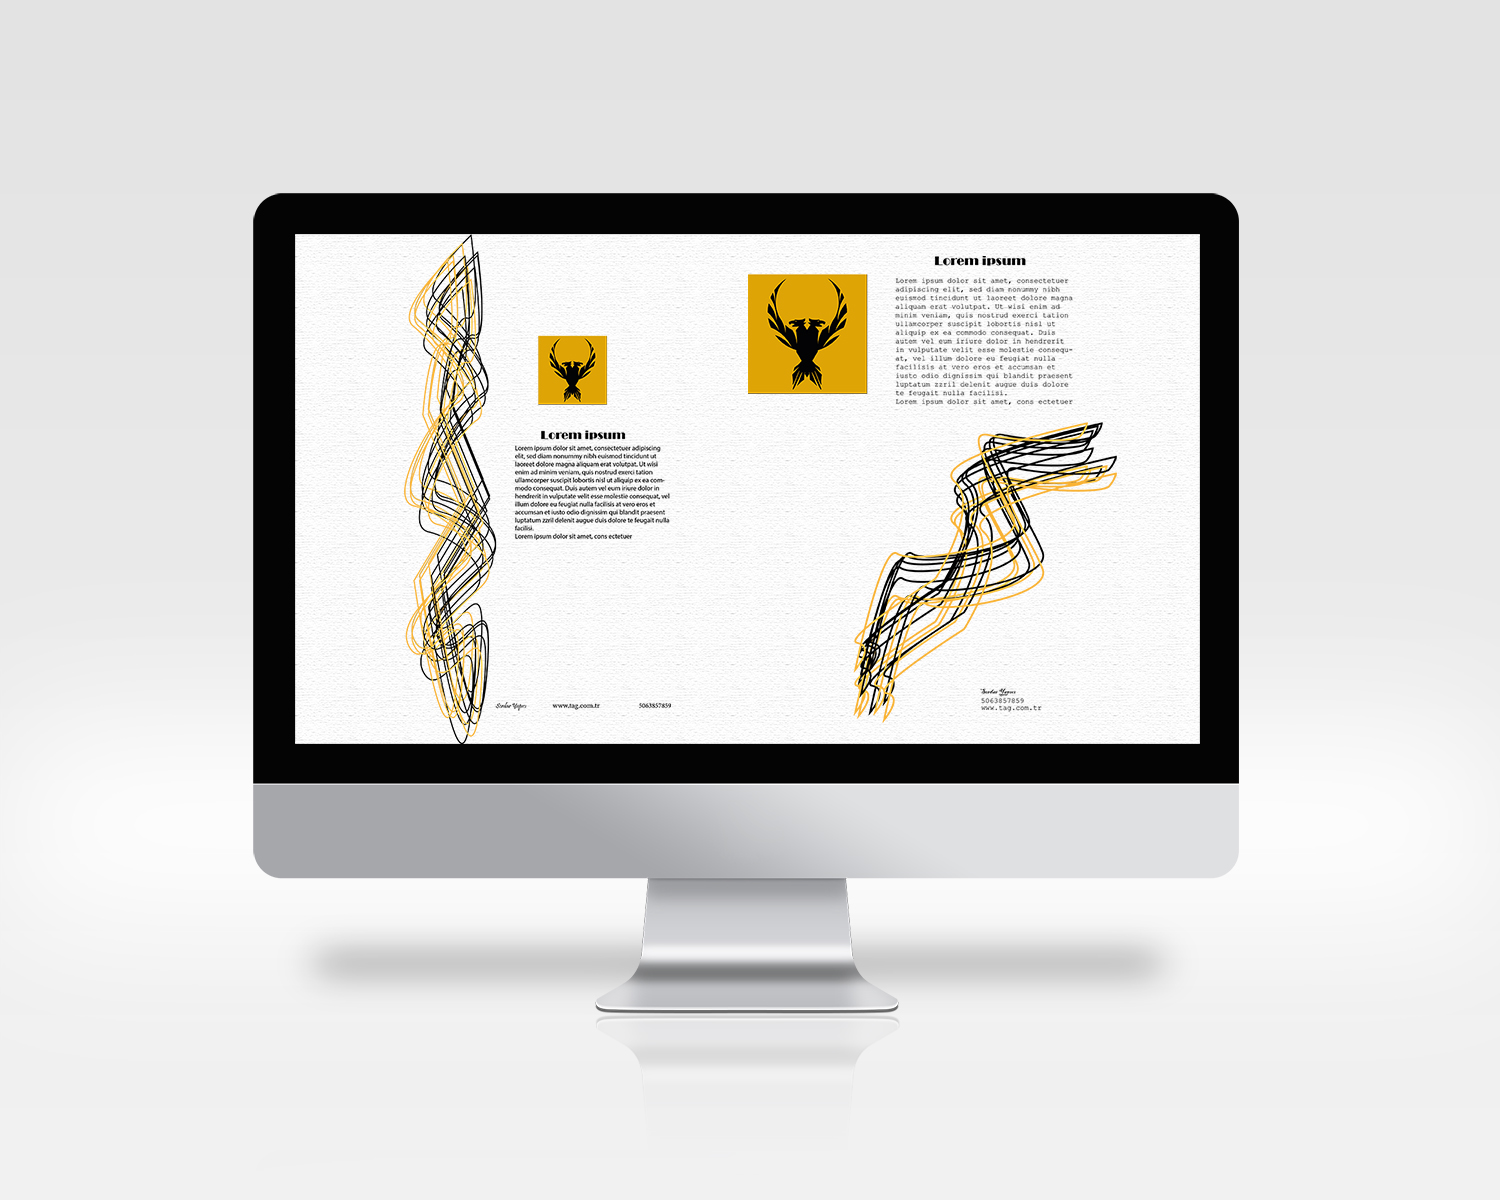 Lorem ipsum
Lorem ipsum dolor sit amet, consectetuer adipiscing
elit, sed diam nonummy nibh euismod tincidunt ut
laoreet dolore magna aliquam erat volutpat. Ut wisi
enim ad minim veniam, quis nostrud exerci tation
ullamcorper suscipit lobortis nisl ut aliquip ex ea com-
modo consequat. Duis autem vel eum iriure dolor in
hendrerit in vulputate velit esse molestie consequat, vel
illum dolore eu feugiat nulla facilisis at vero eros et
accumsan et iusto odio dignissim qui blandit praesent
luptatum zzril delenit augue duis dolore te feugait nulla
facilisi.
Lorem ipsum dolor sit amet, cons ectetuer
www.tag.com.tr
5063857859
Lorem ipsum
Lorem ipsum dolor sit amet, consectetuer
adipiscing elit, sed diam nonummy nibh
euismod tincidunt ut laoreet dolore magna
aliquam erat volutpat. Ut wisi enim ad
minim veniam, quis nostrud exerci tation
ullamcorper suscipit lobortis nisl ut
aliquip ex ea commodo consequat. Duis
autem vel eum iriure dolor in hendrerit
in vulputate velit esse molestie consequ-
at, vel illum dolore eu feugiat nulla
facilisis at vero eros et accumsan et
iusto odio dignissim qui blandit praesent
luptatum zzril delenit augue duis dolore
te feugait nulla facilisi.
Lorem ipsum dolor sit amet, cons ectetuer
5063857859
www.tag.com.tr